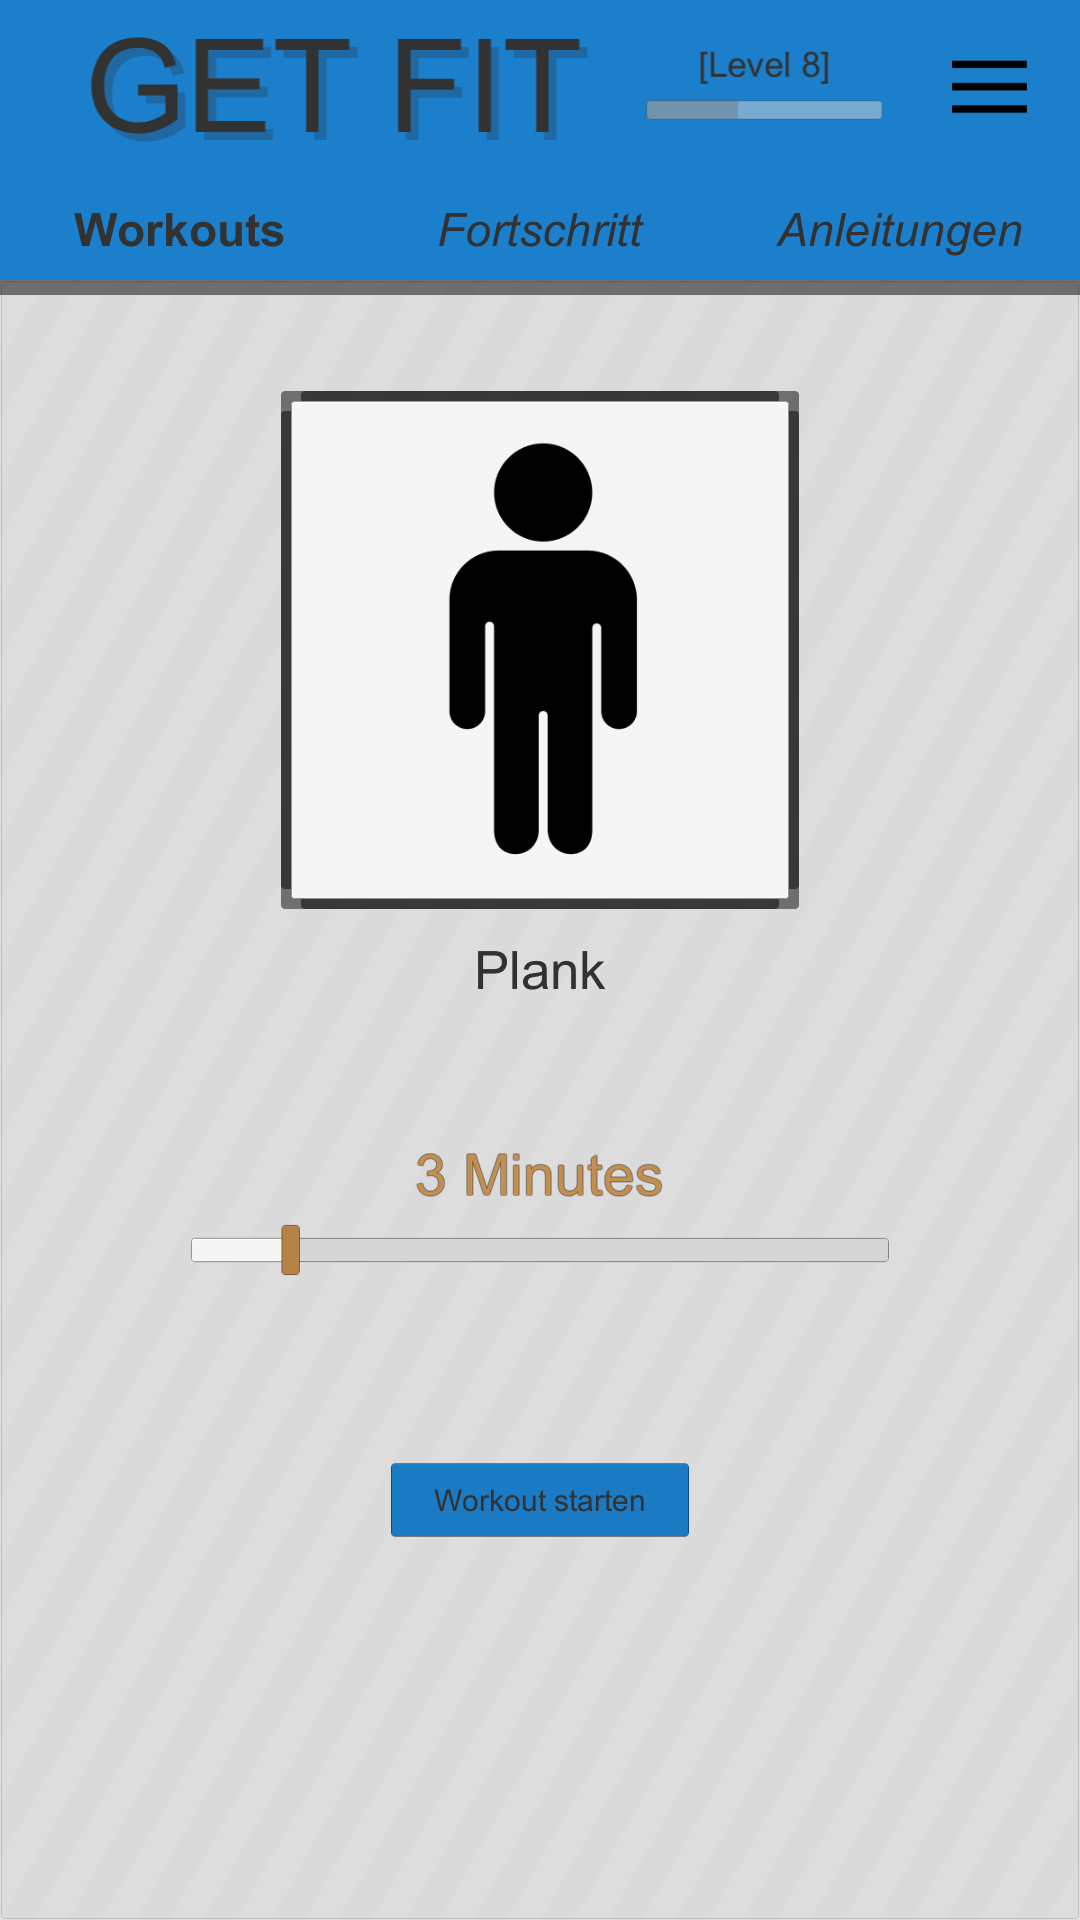 GET FIT
[Level 8]
Workouts
Fortschritt
Anleitungen
Plank
3 Minutes
Workout starten